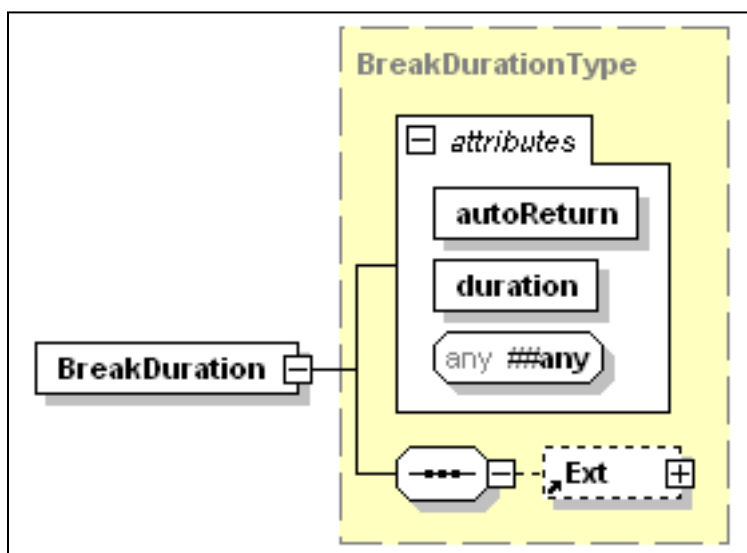 BreakDurationType
attributes
autoReturn
duration
any ##any
BreakDuration
Ext